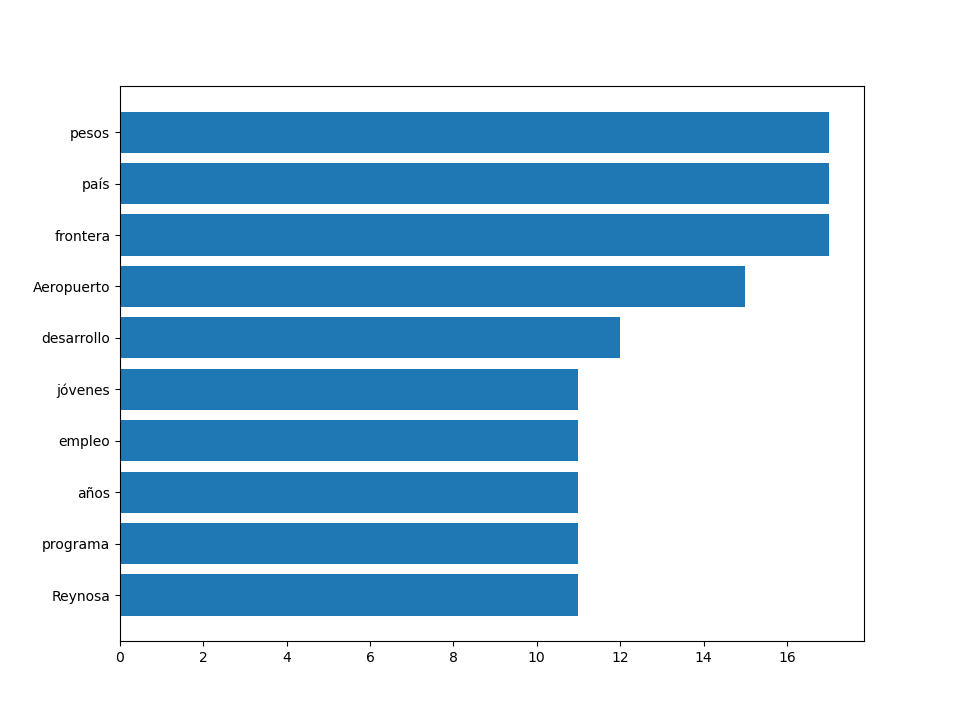 pesos
país
frontera
Aeropuerto
desarrollo
jóvenes
empleo
años
programa
Reynosa
0 2 4 6 8 10 12 14 16